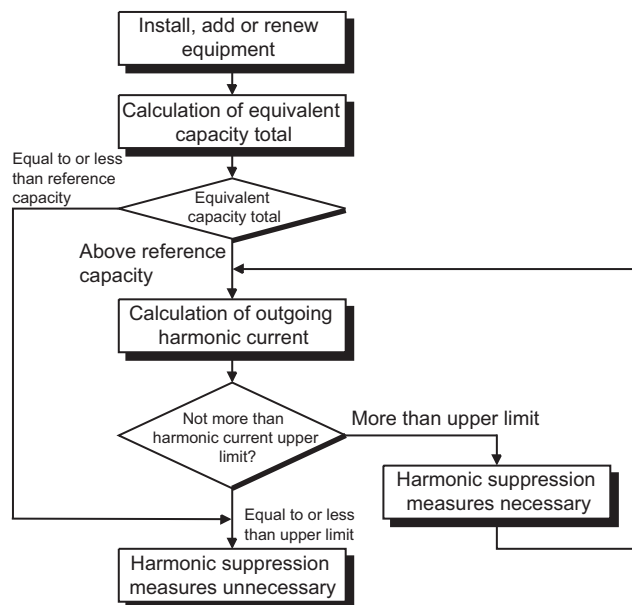 Install, add or renew
equipment
Calculation of equivalent
capacity total
Equal to or less
than reference
capacity
Equivalent
capacity total
Above reference
capacity
Calculation of outgoing
harmonic current
Not more than
harmonic current upper
limit?
More than upper limit
Harmonic suppression
measures necessary
Equal to or less
than upper limit
Harmonic suppression
measures unnecessary